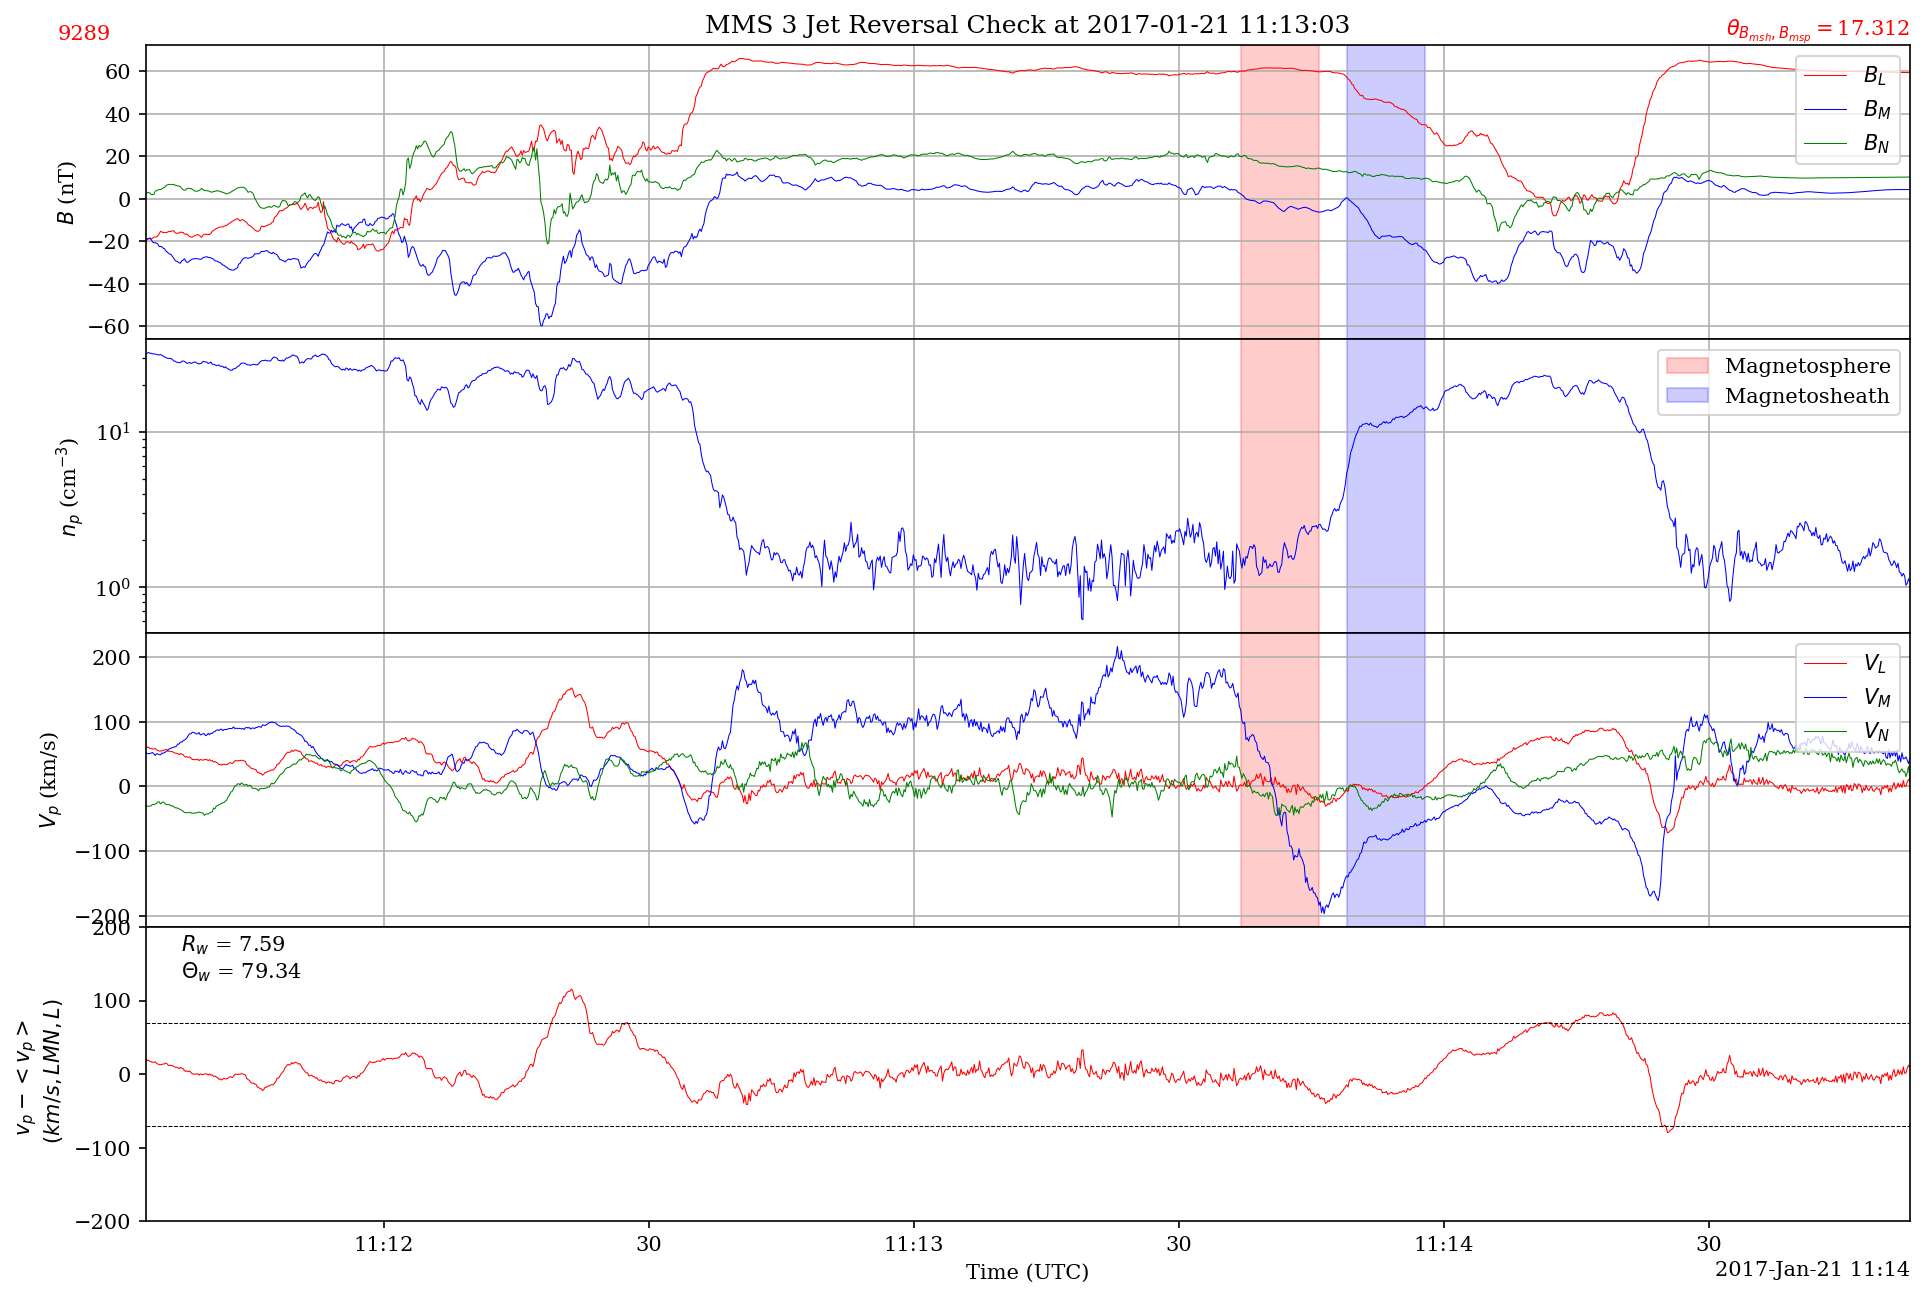 MMS 3 Jet Reversal Check at 2017-01-21 11:13:03
9289
θ_{B_{msh}, B_{msp}} = 17.312
60
40
20
0
−20
−40
−60
B (nT)
B_L
B_M
B_N
10^1
10^0
n_p (cm^{−3})
Magnetosphere
Magnetosheath
200
100
0
−100
−200
V_p (km/s)
V_L
V_M
V_N
200
100
0
−100
−200
v_p − < v_p >
(km/s, LMN, L)
R_w = 7.59
Θ_w = 79.34
11:12
30
11:13
30
11:14
30
Time (UTC)
2017-Jan-21 11:14